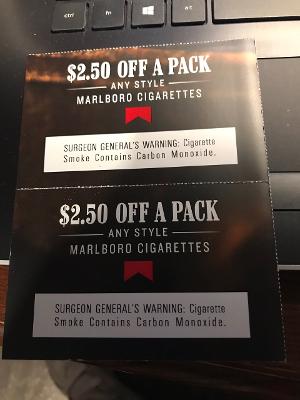 $2.50 OFF A PACK
ANY STYLE
MARLBORO CIGARETTES
SURGEON GENERAL'S WARNING: Cigarette
Smoke Contains Carbon Monoxide.
$2.50 OFF A PACK
ANY STYLE
MARLBORO CIGARETTES
SURGEON GENERAL'S WARNING: Cigarette
Smoke Contains Carbon Monoxide.